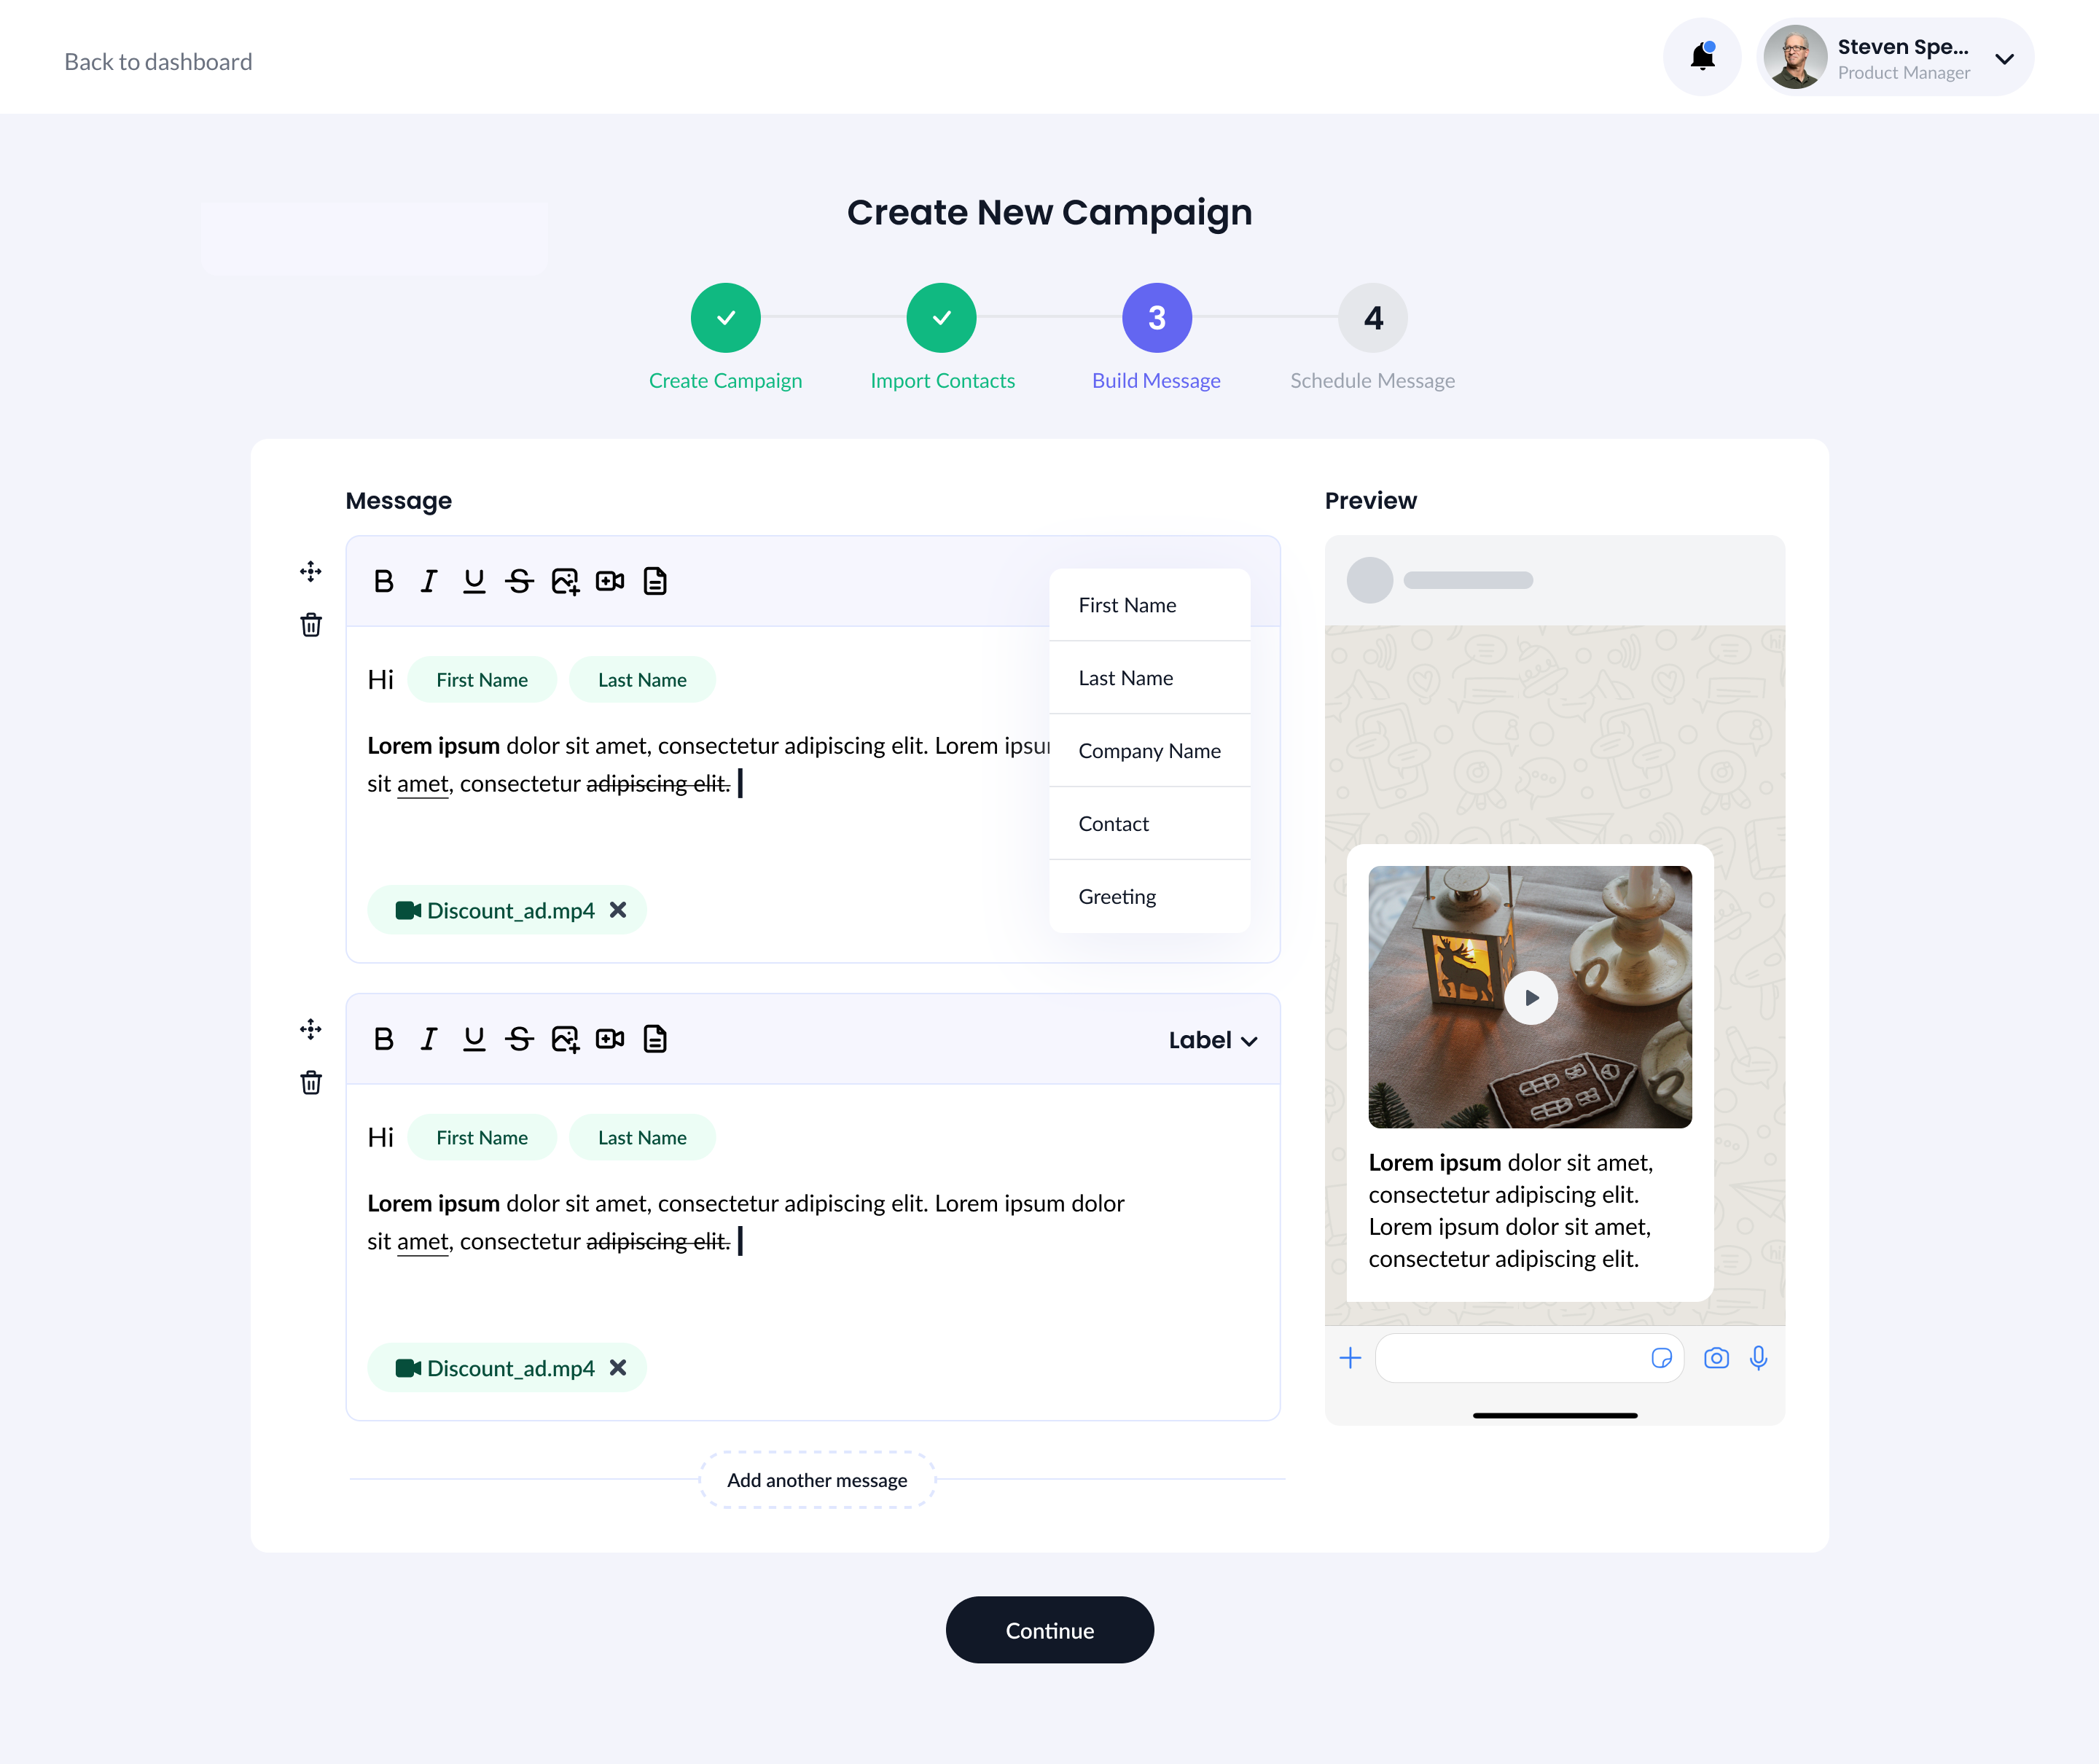 Back to dashboard
Steven Spe...
Product Manager
Create New Campaign
3
4
Create Campaign
Import Contacts
Build Message
Schedule Message
Message
Preview
B I U S
First Name
Last Name
Company Name
Contact
Greeting
Hi First Name Last Name
Lorem ipsum dolor sit amet, consectetur adipiscing elit. Lorem ipsu
sit amet, consectetur adipiscing elit.
Discount_ad.mp4
B I U S
Label
Hi First Name Last Name
Lorem ipsum dolor sit amet, consectetur adipiscing elit. Lorem ipsum dolor
sit amet, consectetur adipiscing elit.
Discount_ad.mp4
Add another message
Lorem ipsum dolor sit amet,
consectetur adipiscing elit.
Lorem ipsum dolor sit amet,
consectetur adipiscing elit.
Continue